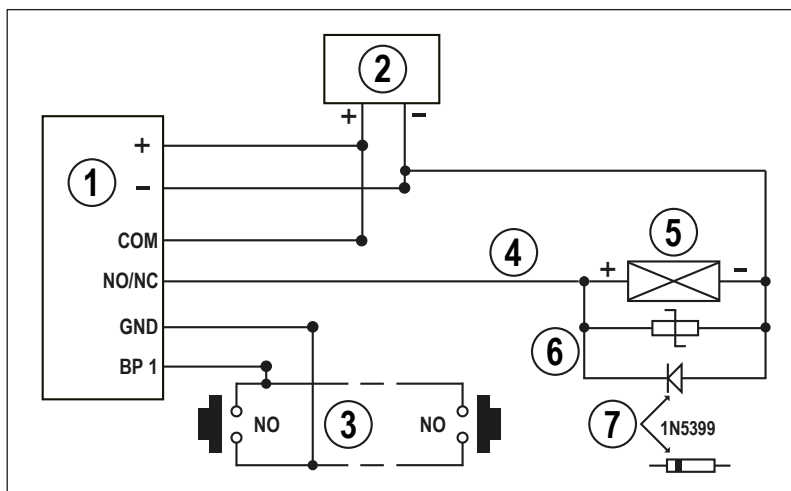 2
+ -
1
+
-
COM
NO/NC
GND
BP 1
4
5
+ -
6
NO 3 NO
7 1N5399